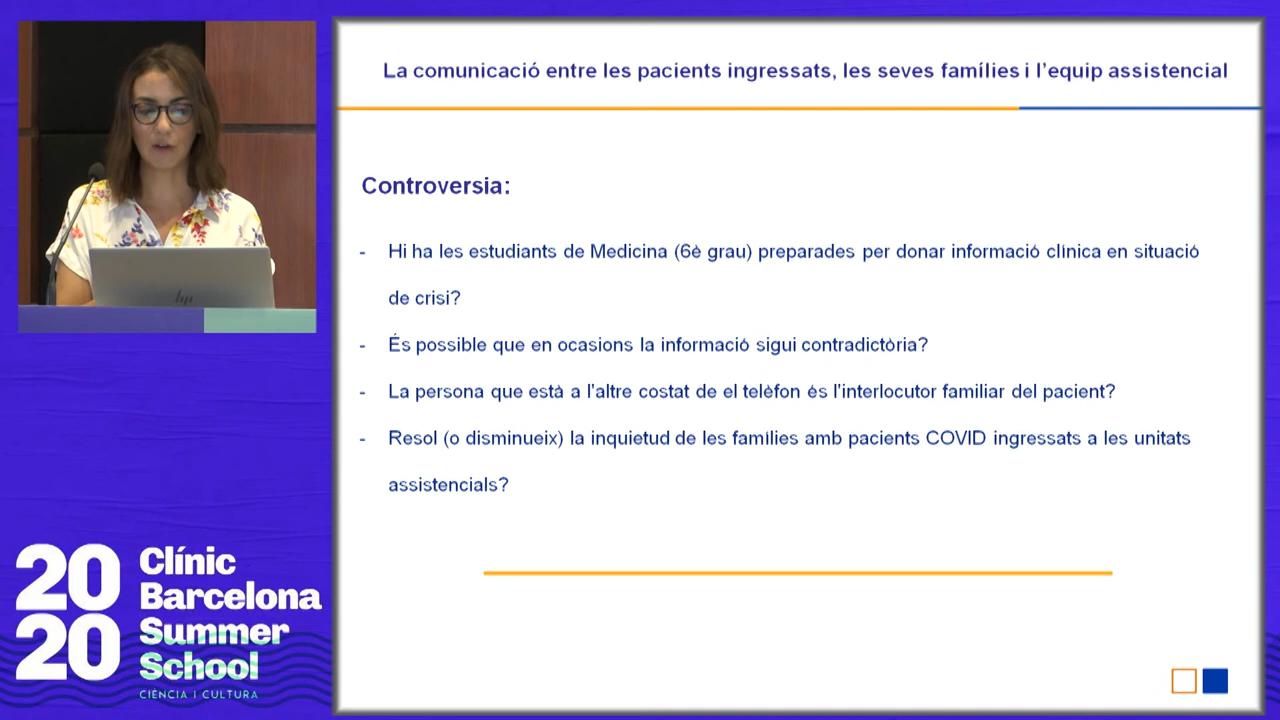 La comunicació entre les pacients ingressats, les seves famílies i l'equip assistencial
Controversia:
- Hi ha les estudiants de Medicina (6è grau) preparades per donar informació clínica en situació
de crisi?
- És possible que en ocasions la informació sigui contradictòria?
- La persona que està a l'altre costat de el telèfon és l'interlocutor familiar del pacient?
- Resol (o disminueix) la inquietud de les famílies amb pacients COVID ingressats a les unitats
assistencials?
hp
20
20
Clínic
Barcelona
Summer
School
CIÈNCIA I CULTURA